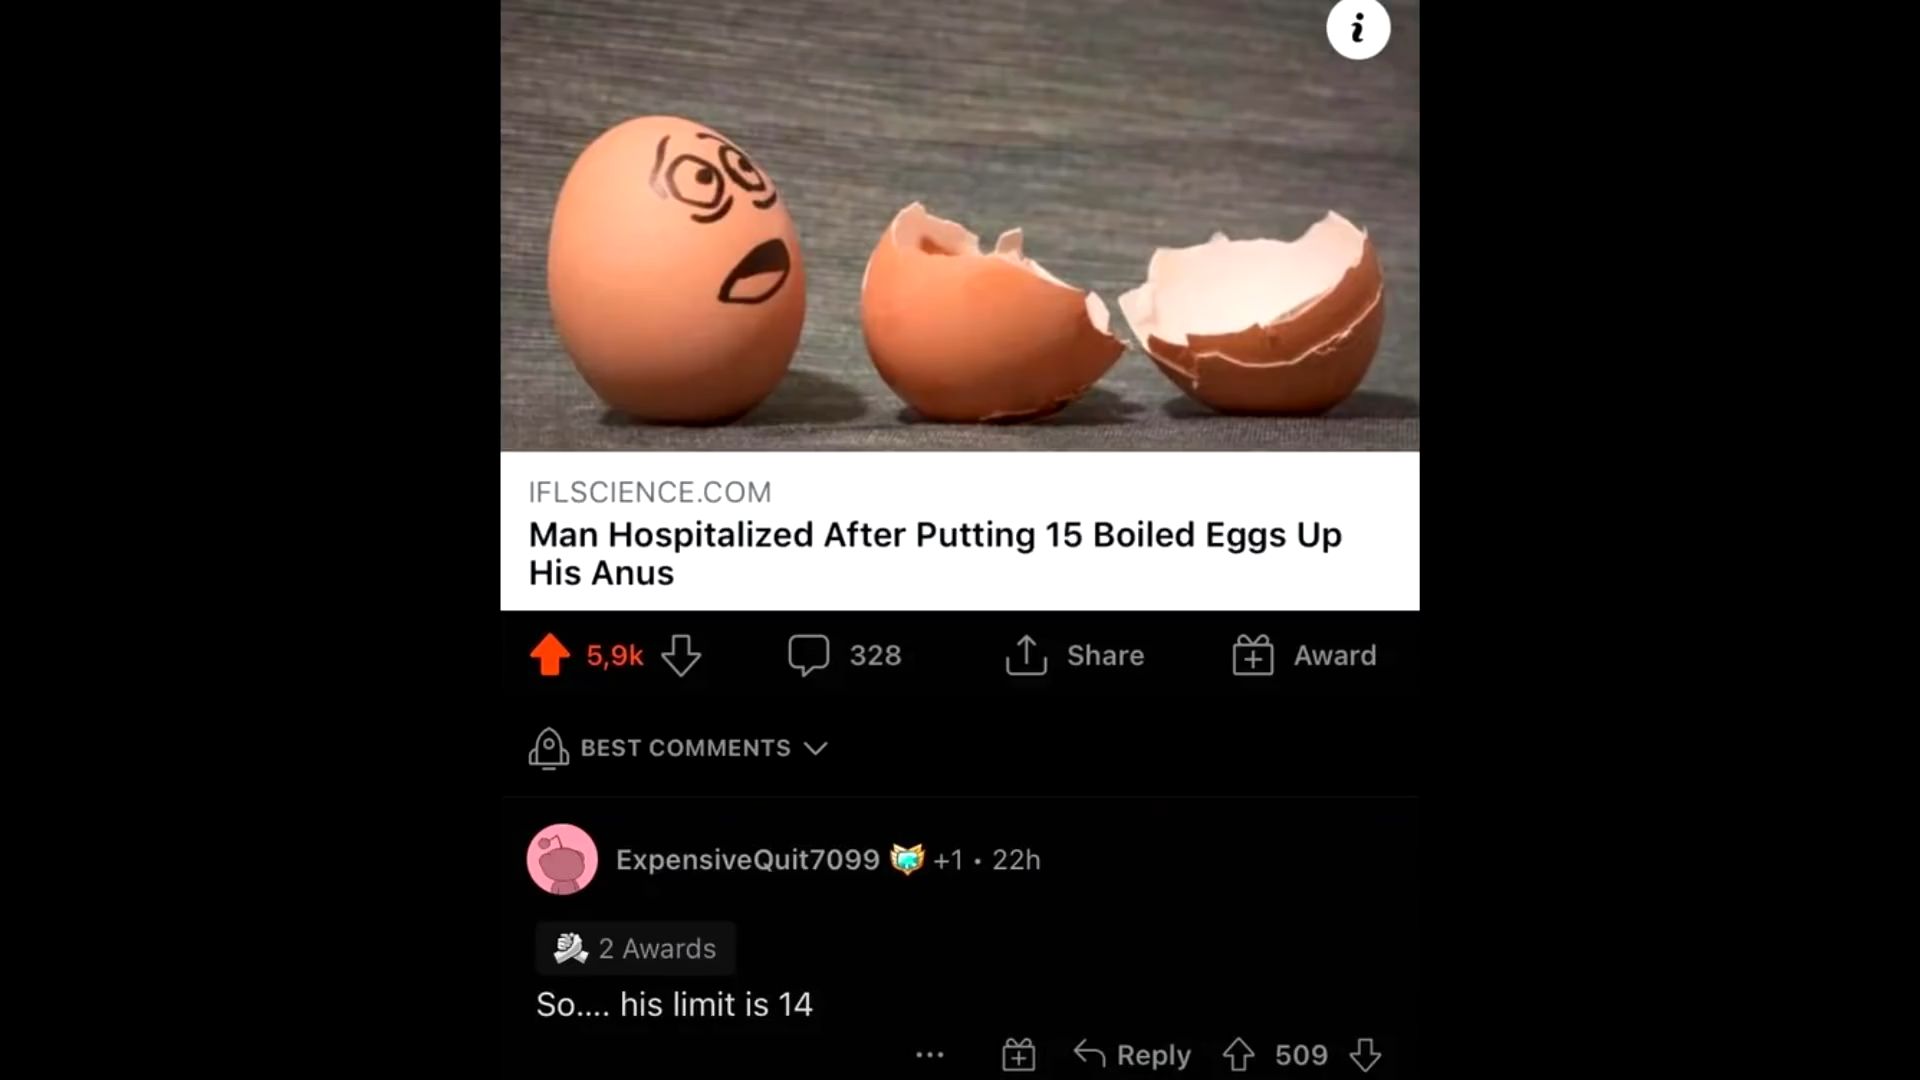 i
IFLSCIENCE.COM
Man Hospitalized After Putting 15 Boiled Eggs Up
His Anus
5,9k 328 Share Award
BEST COMMENTS
ExpensiveQuit7099 +1 • 22h
2 Awards
So.... his limit is 14
... Reply 509